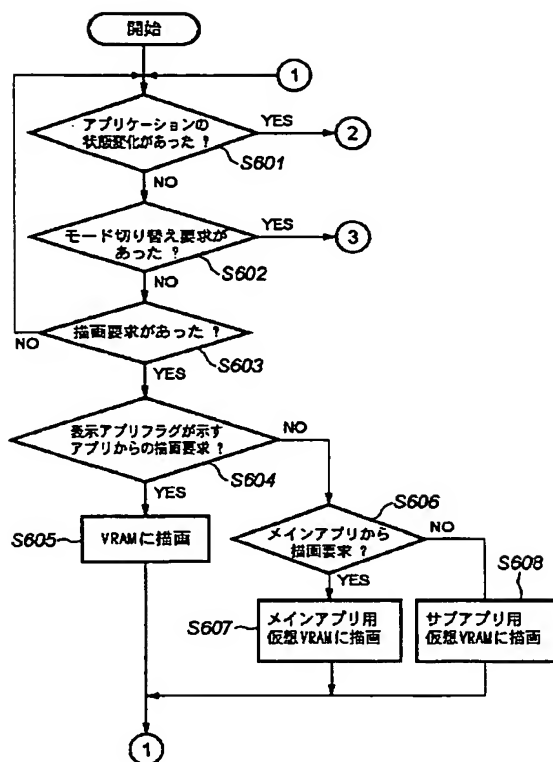 開始
①
アプリケーションの
状態変化があった ?
YES
②
S601
NO
モード切り替え要求が
あった ?
YES
③
S602
NO
描画要求があった ?
NO
S603
YES
表示アプリフラグが示す
アプリからの描画要求 ?
NO
S604
YES
S605
VRAMに描画
S606
メインアプリから
描画要求 ?
NO
YES
S608
S607
メインアプリ用
仮想VRAMに描画
サブアプリ用
仮想VRAMに描画
①